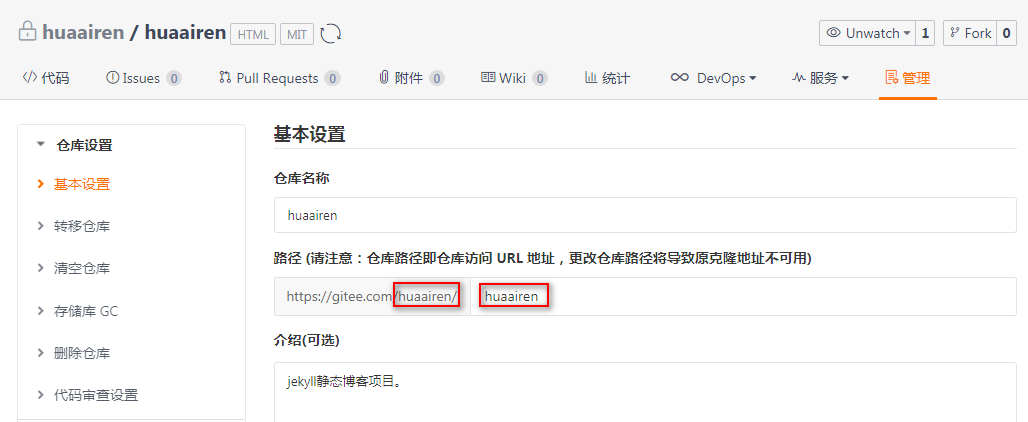 huaairen / huaairen HTML MIT Unwatch 1 Fork 0
代码 Issues 0 Pull Requests 0 附件 0 Wiki 0 统计 DevOps 服务 管理
仓库设置
基本设置
转移仓库
清空仓库
存储库 GC
删除仓库
代码审查设置
基本设置
仓库名称
huaairen
路径 (请注意：仓库路径即仓库访问 URL 地址，更改仓库路径将导致原克隆地址不可用)
https://gitee.com/huaairen/ huaairen
介绍(可选)
jekyll静态博客项目。